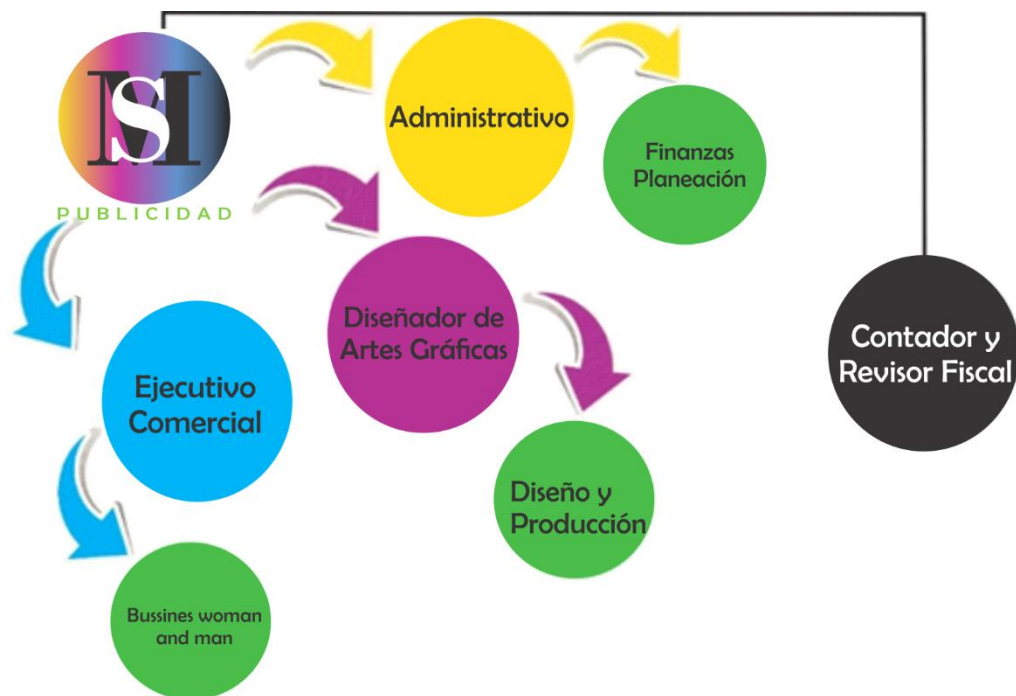 SM
PUBLICIDAD
Administrativo
Finanzas
Planeación
Diseñador de
Artes Gráficas
Contador y
Revisor Fiscal
Ejecutivo
Comercial
Diseño y
Producción
Bussines woman
and man